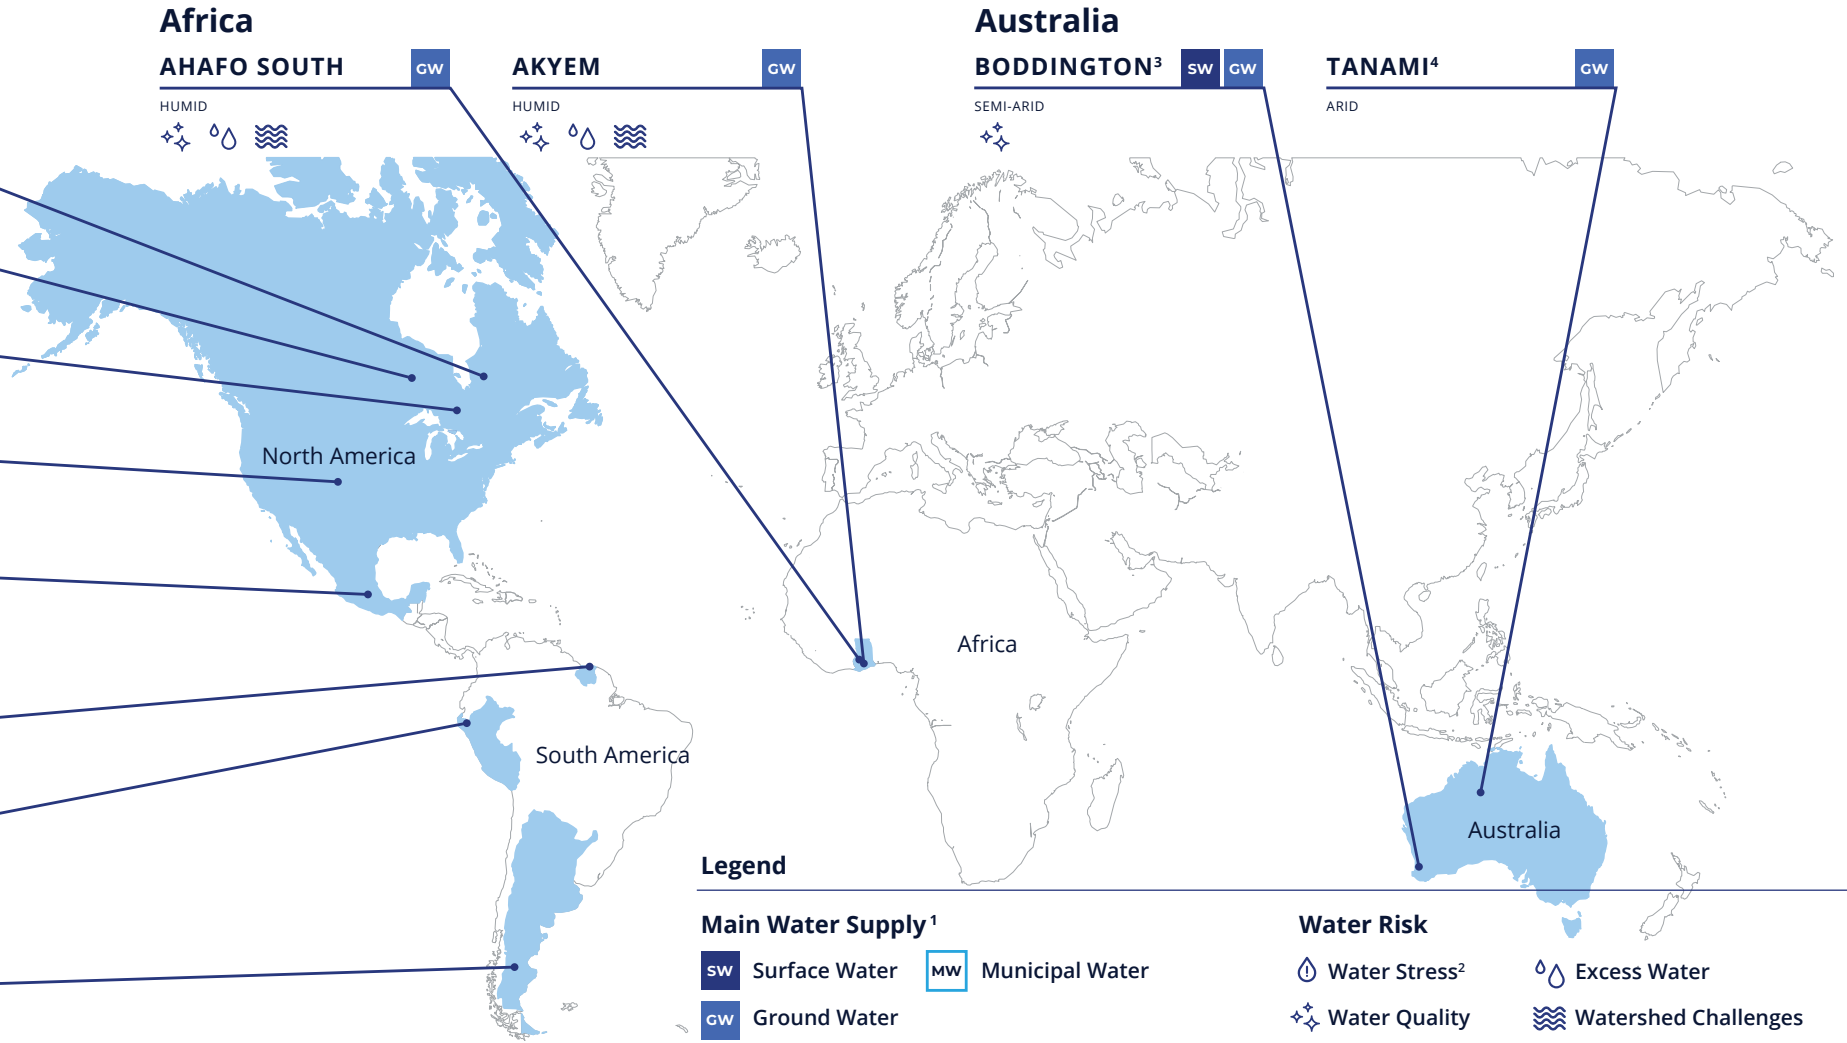 Africa
AHAFO SOUTH GW
HUMID
AKYEM GW
HUMID
Australia
BODDINGTON³ SW GW
SEMI-ARID
TANAMI⁴ GW
ARID
North America
Africa
South America
Australia
Legend
Main Water Supply¹
SW Surface Water
MW Municipal Water
GW Ground Water
Water Risk
Water Stress²
Excess Water
Water Quality
Watershed Challenges